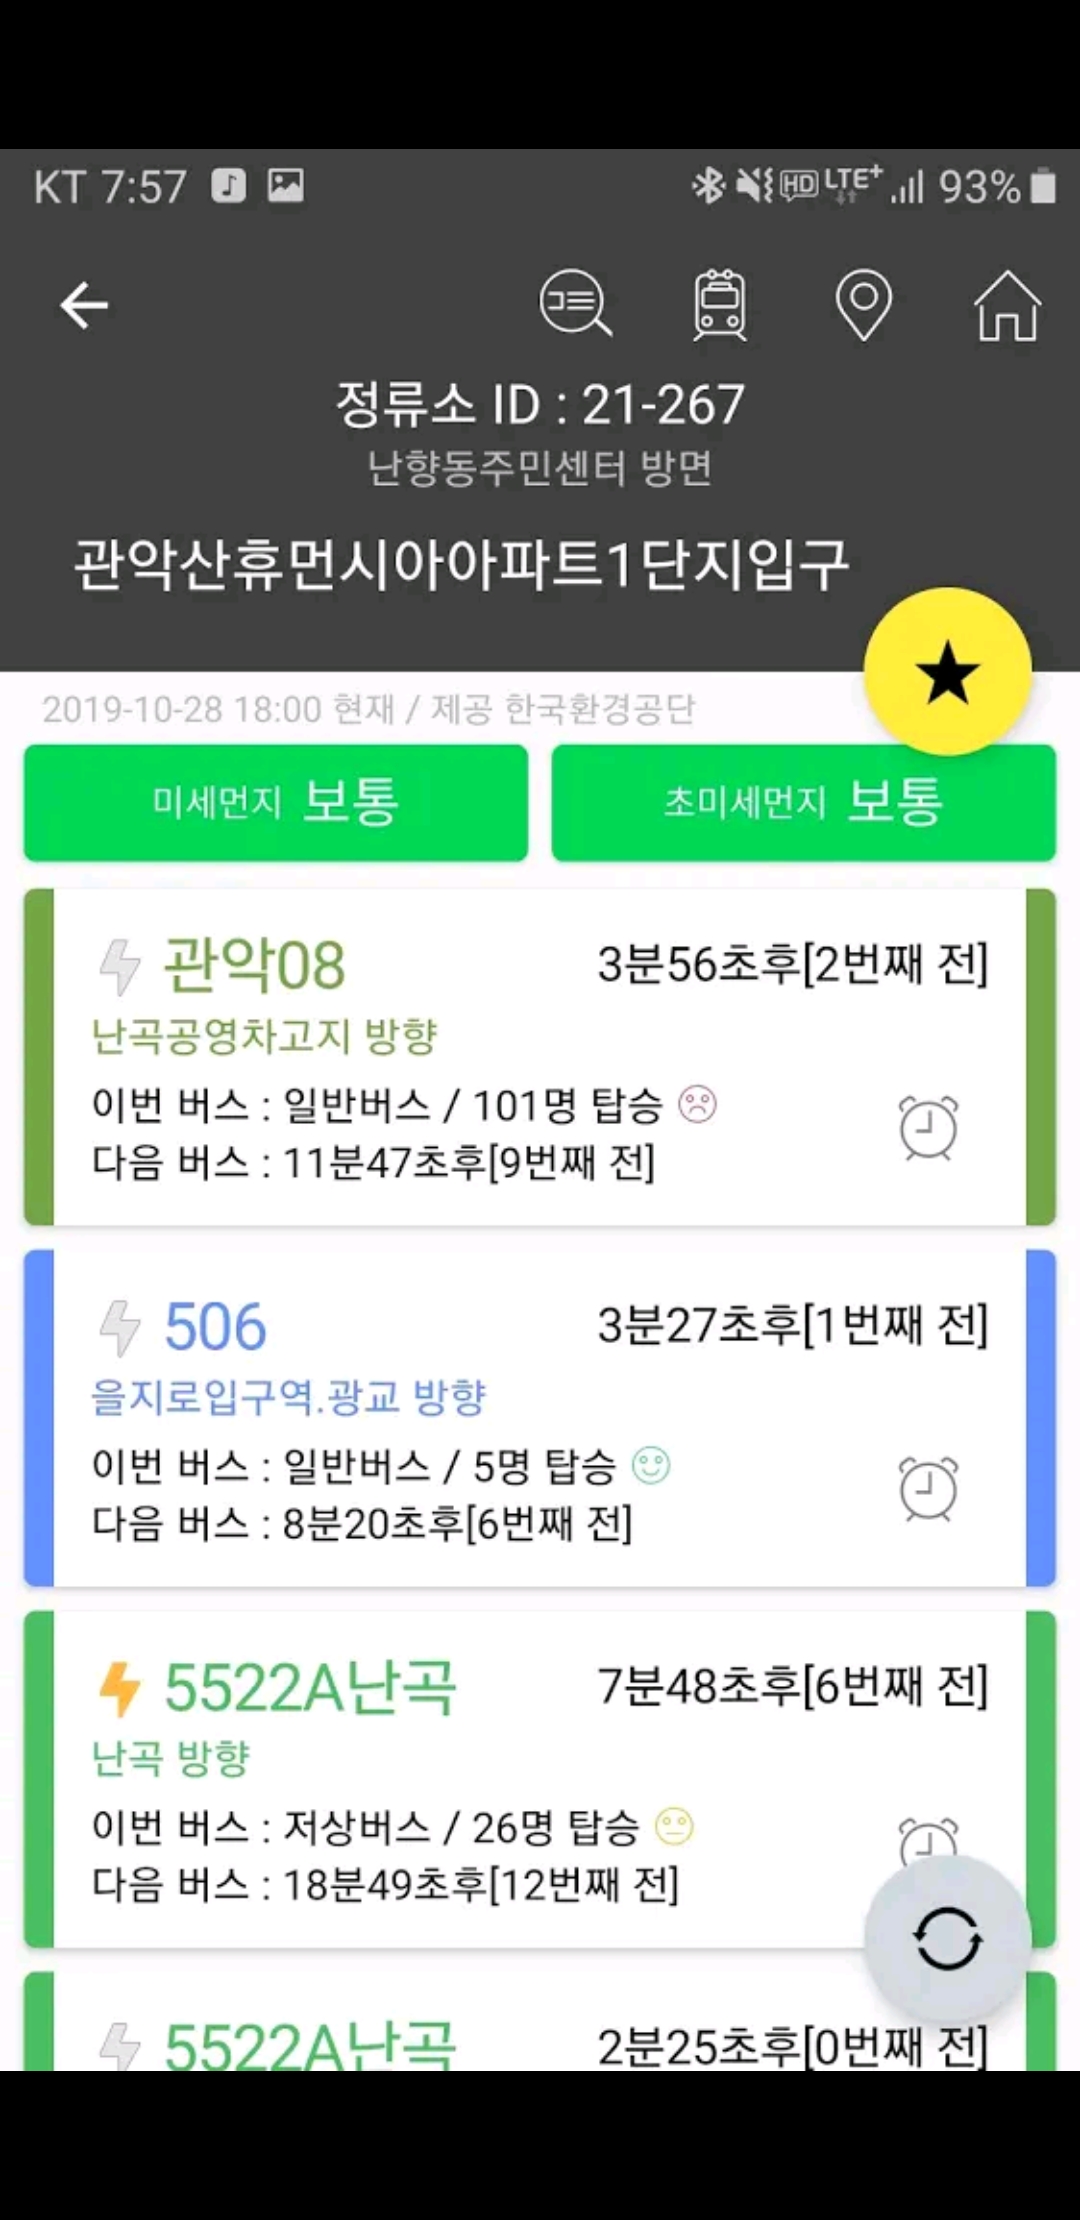 KT 7:57 HD LTE+ 93%
정류소 ID : 21-267
난향동주민센터 방면
관악산휴먼시아아파트1단지입구
2019-10-28 18:00 현재 / 제공 한국환경공단
미세먼지 보통 초미세먼지 보통
관악08 3분56초후[2번째 전]
난곡공영차고지 방향
이번 버스 : 일반버스 / 101명 탑승
다음 버스 : 11분47초후[9번째 전]
506 3분27초후[1번째 전]
을지로입구역.광교 방향
이번 버스 : 일반버스 / 5명 탑승
다음 버스 : 8분20초후[6번째 전]
5522A난곡 7분48초후[6번째 전]
난곡 방향
이번 버스 : 저상버스 / 26명 탑승
다음 버스 : 18분49초후[12번째 전]
5522A난곡 2분25초후[0번째 전]